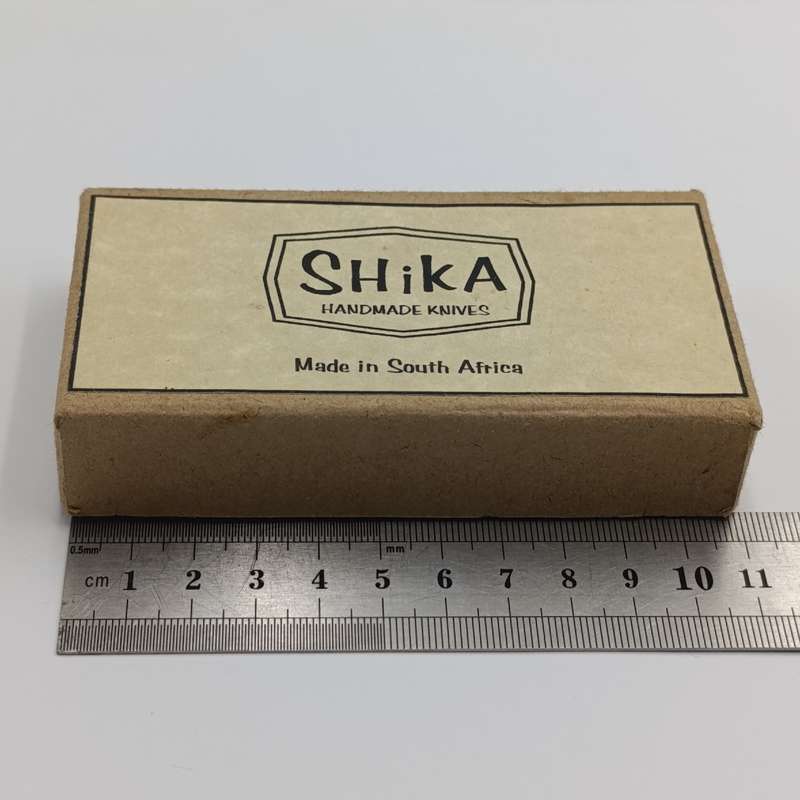 SHiKA
HANDMADE KNIVES
Made in South Africa
0.5mm mm
cm 1 2 3 4 5 6 7 8 9 10 11